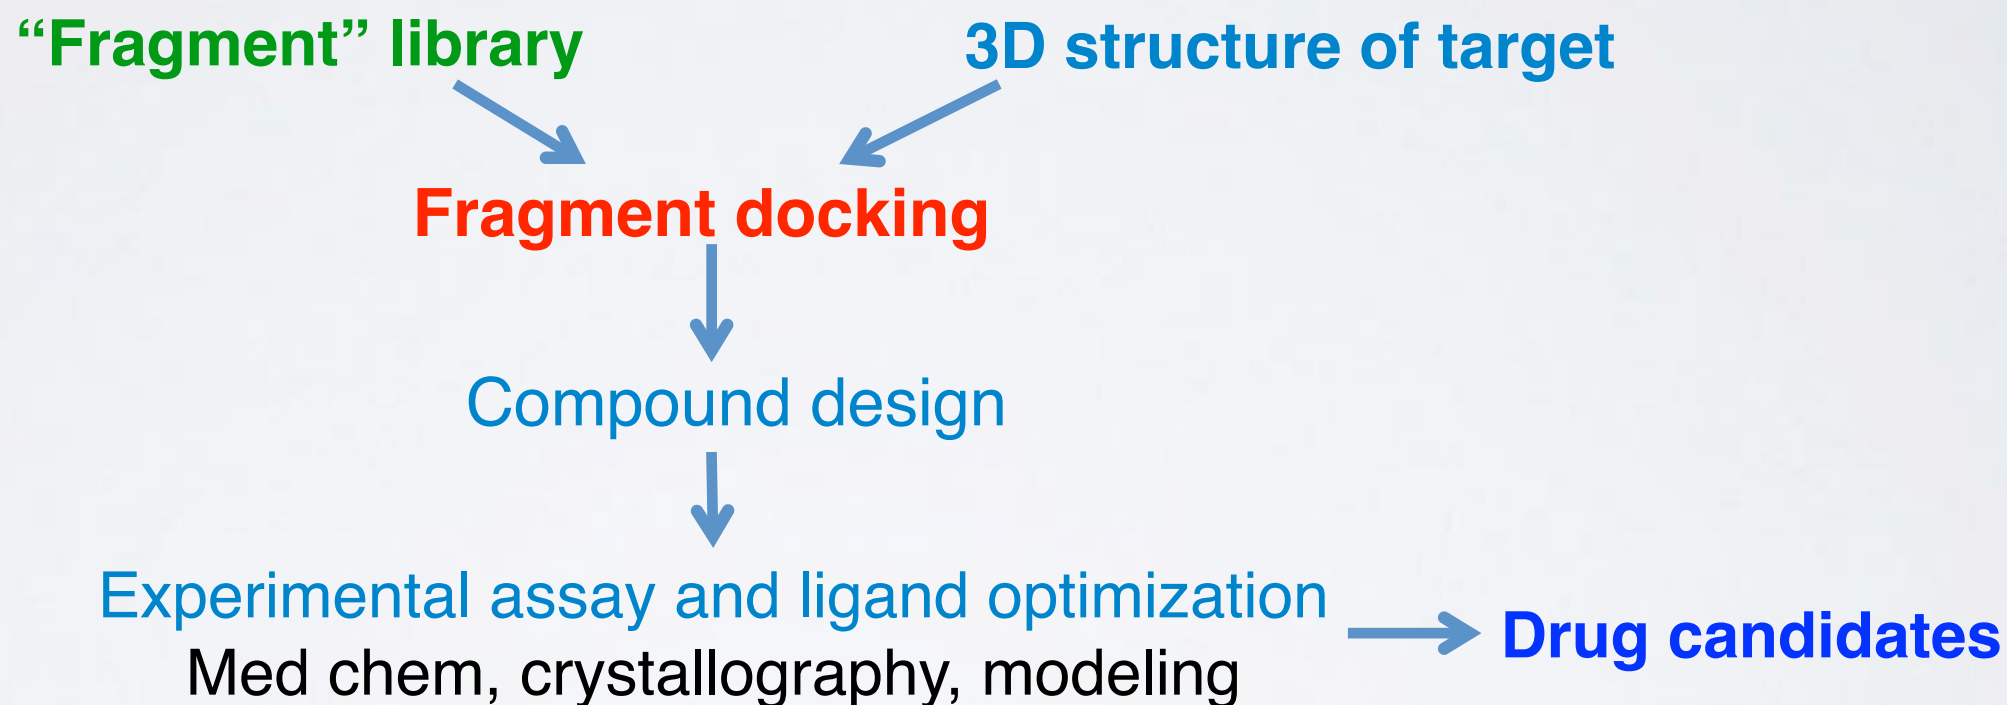 “Fragment” library
3D structure of target
Fragment docking
Compound design
Experimental assay and ligand optimization
Med chem, crystallography, modeling
Drug candidates